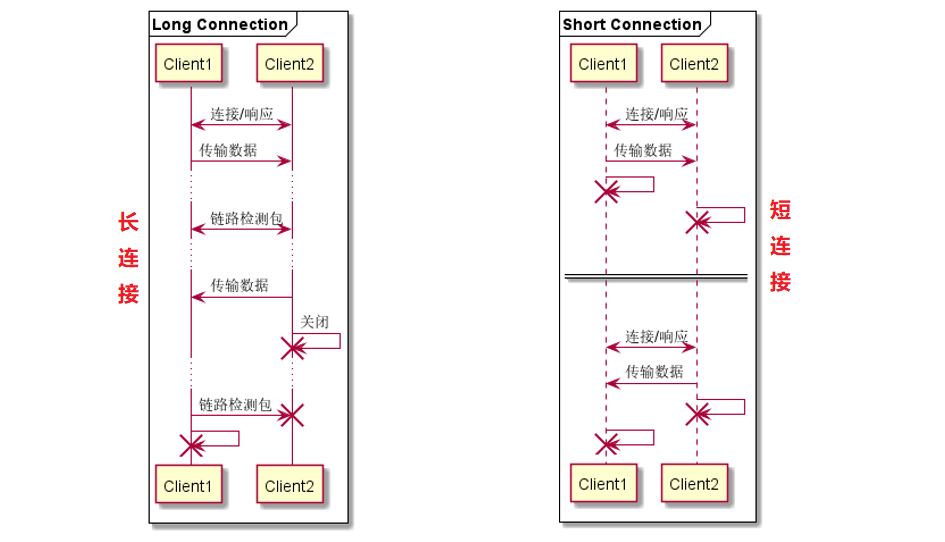 Long Connection
Client1
Client2
连接/响应
传输数据
链路检测包
传输数据
关闭
链路检测包
Client1
Client2
长
连
接
Short Connection
Client1
Client2
连接/响应
传输数据
连接/响应
传输数据
Client1
Client2
短
连
接